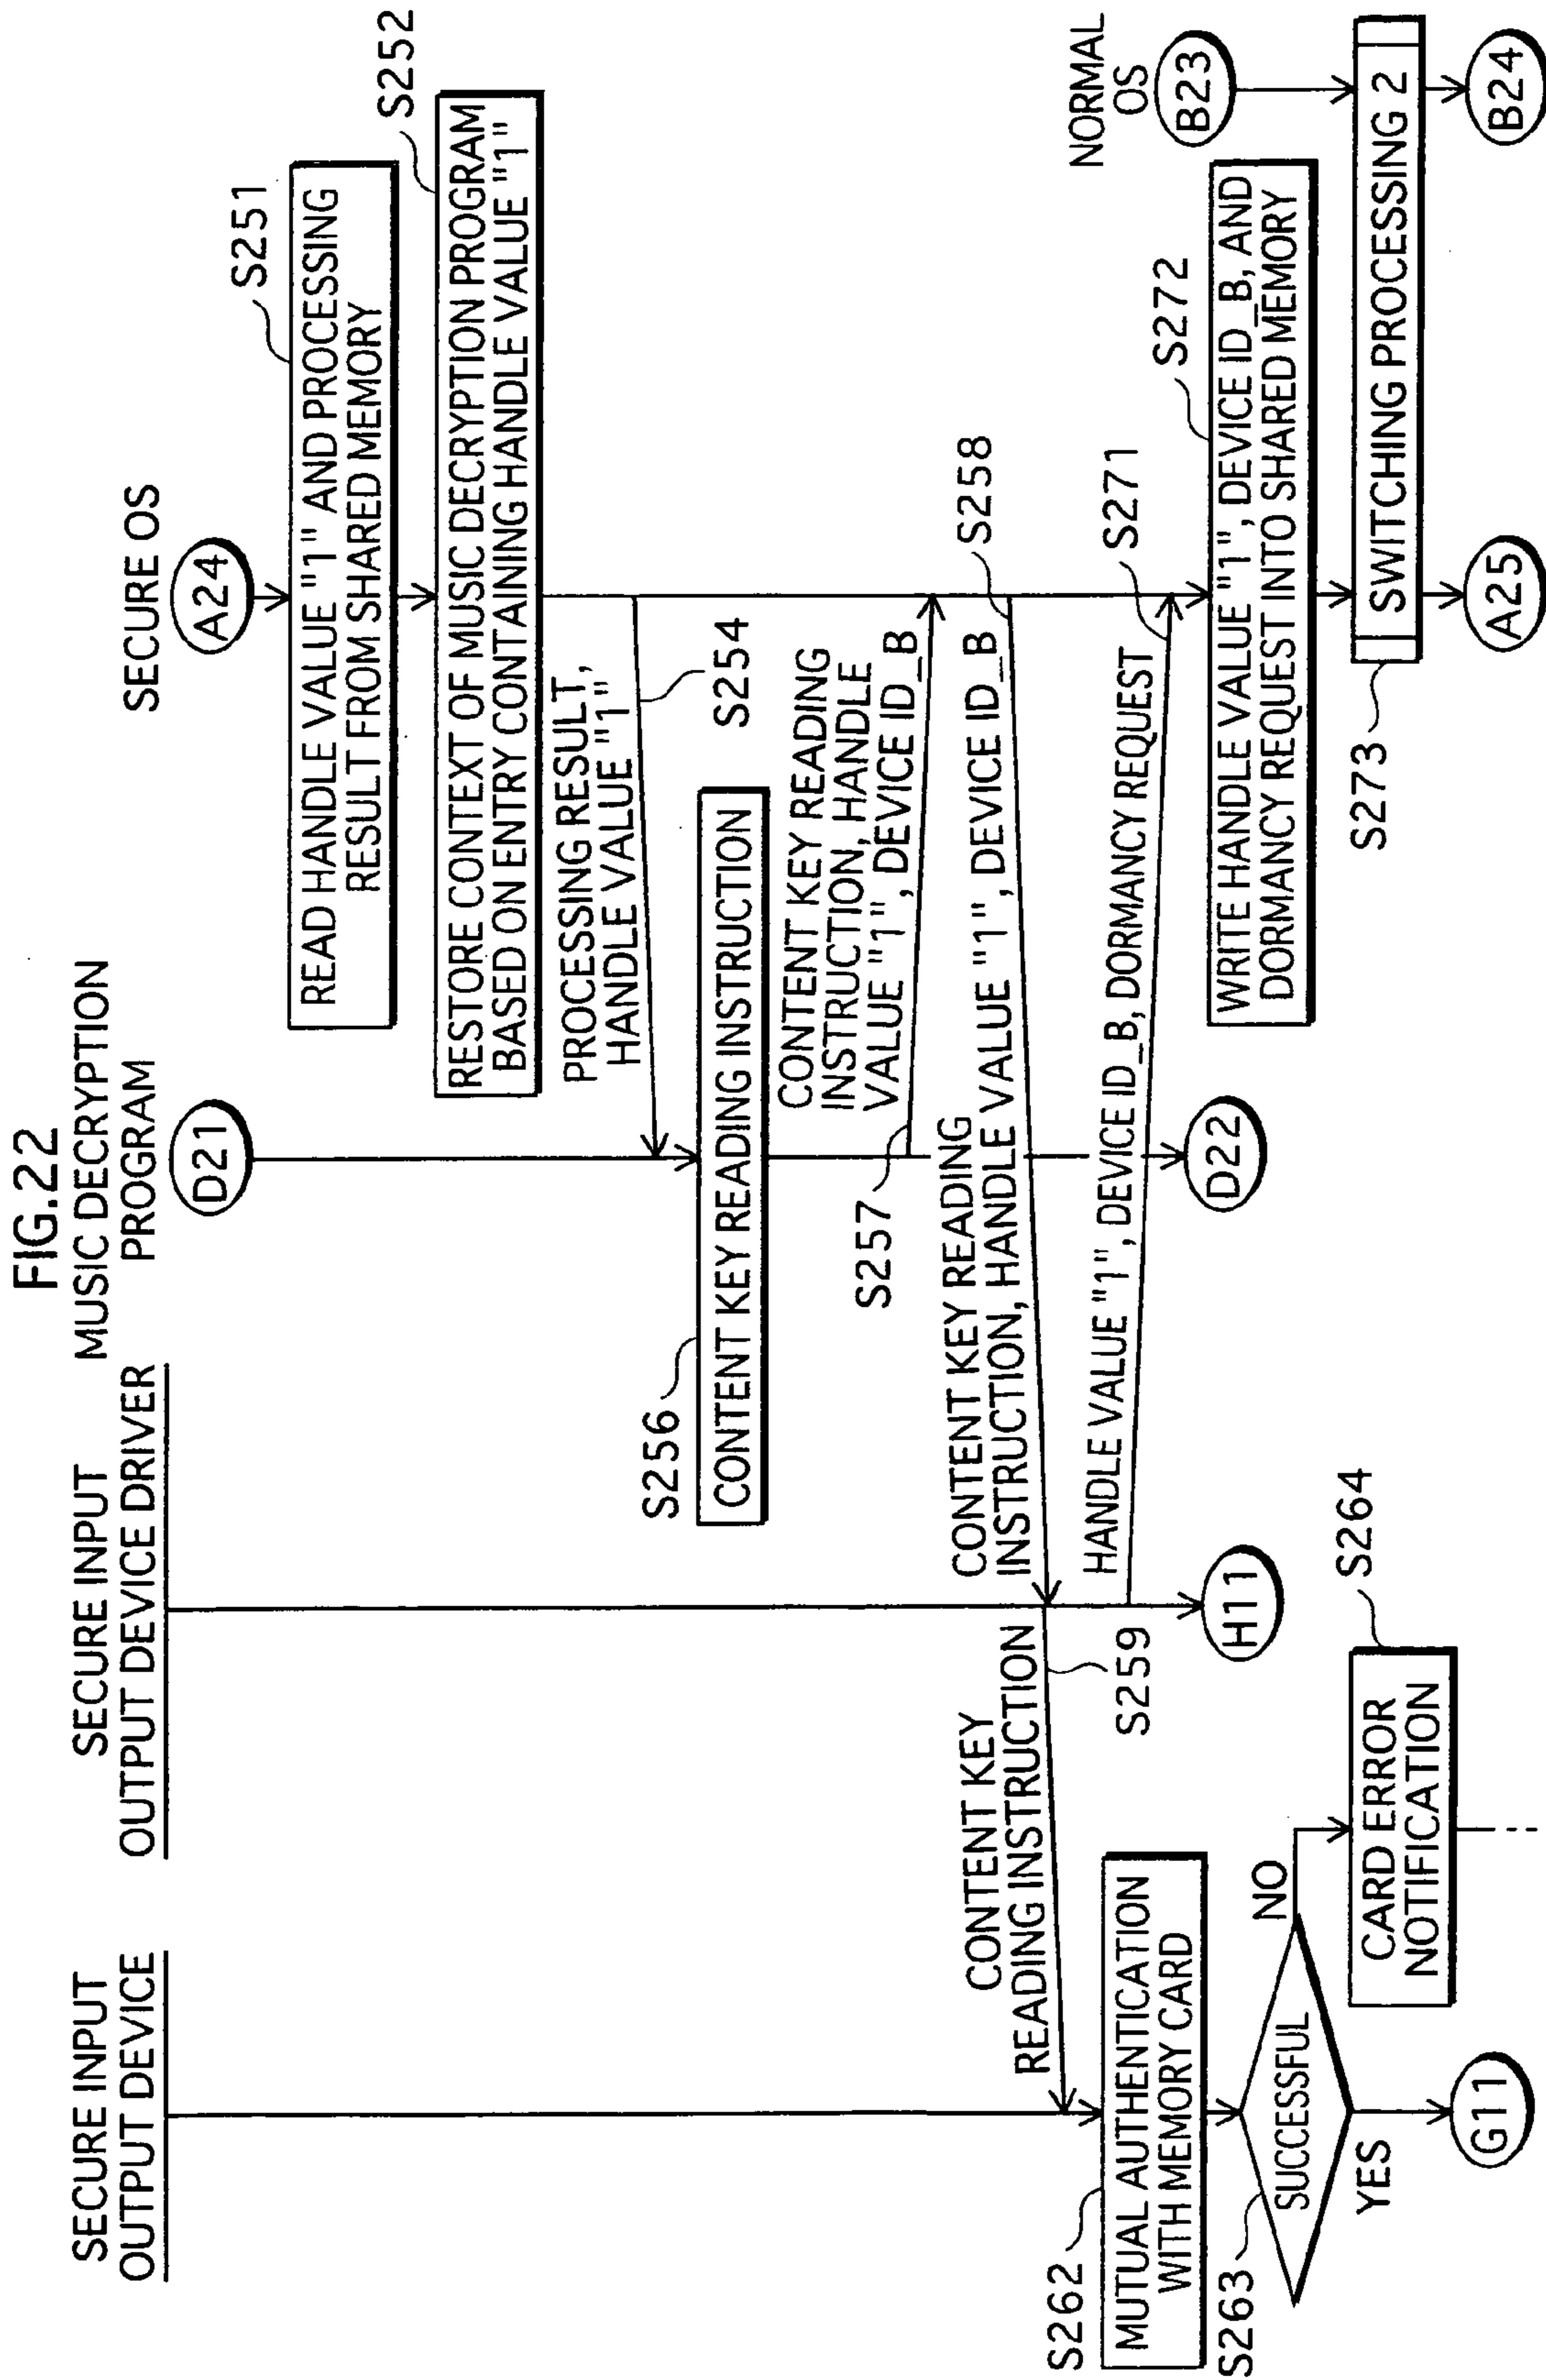 FIG.22
SECURE INPUT
OUTPUT DEVICE
SECURE INPUT
OUTPUT DEVICE DRIVER
MUSIC DECRYPTION
PROGRAM
SECURE OS
D21
A24
S251
READ HANDLE VALUE "1" AND PROCESSING
RESULT FROM SHARED MEMORY
S252
RESTORE CONTEXT OF MUSIC DECRYPTION PROGRAM
BASED ON ENTRY CONTAINING HANDLE VALUE "1"
PROCESSING RESULT,
HANDLE VALUE "1"
S254
S256
CONTENT KEY READING INSTRUCTION
CONTENT KEY READING
INSTRUCTION, HANDLE
VALUE "1", DEVICE ID_B
S257
CONTENT KEY READING
INSTRUCTION, HANDLE VALUE "1", DEVICE ID_B
S258
CONTENT KEY
READING INSTRUCTION
S259
HANDLE VALUE "1", DEVICE ID_B, DORMANCY REQUEST
S271
NORMAL
OS
B23
S262
MUTUAL AUTHENTICATION
WITH MEMORY CARD
H11
D22
S272
WRITE HANDLE VALUE "1", DEVICE ID_B, AND
DORMANCY REQUEST INTO SHARED MEMORY
S263
SUCCESSFUL
NO
YES
S264
CARD ERROR
NOTIFICATION
S273
SWITCHING PROCESSING 2
G11
A25
B24